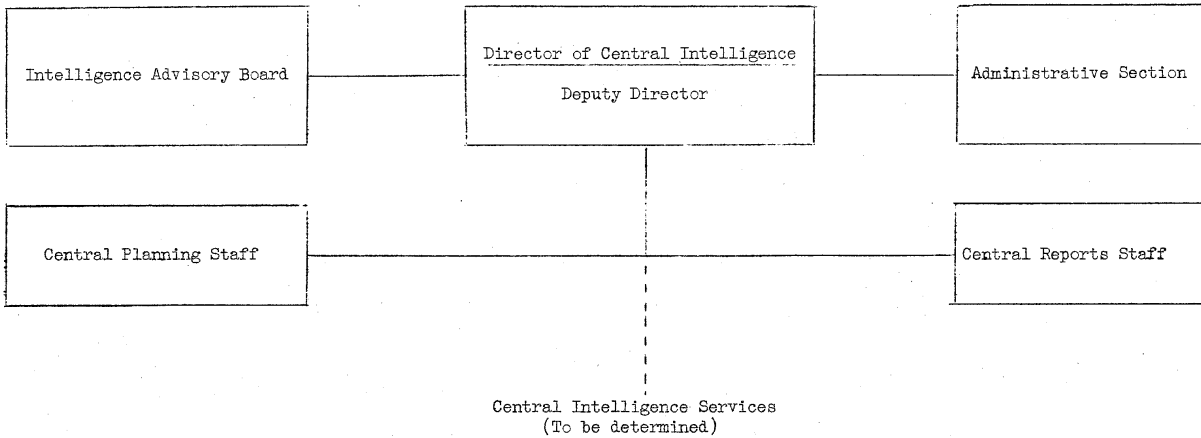 Director of Central Intelligence
Intelligence Advisory Board
Administrative Section
Deputy Director
Central Planning Staff
Central Reports Staff
Central Intelligence Services
(To be determined)